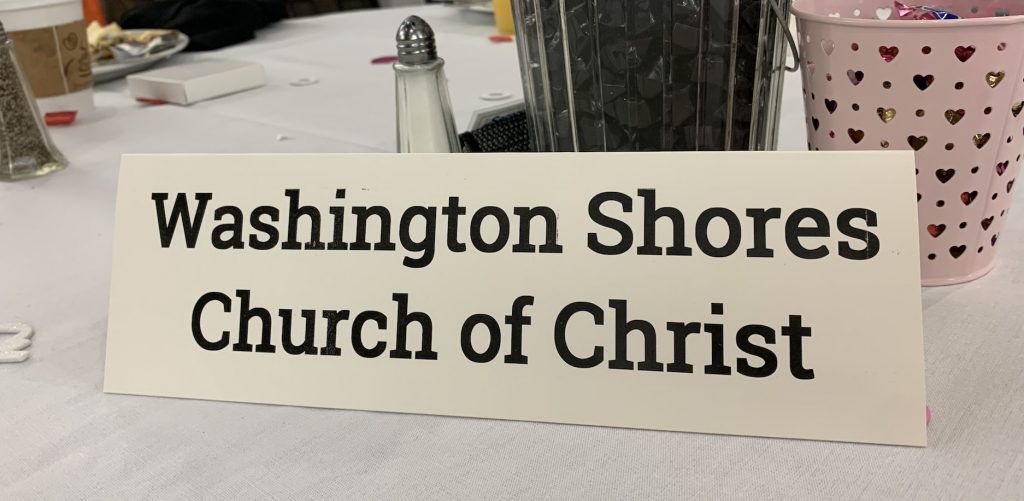 Washington Shores
Church of Christ